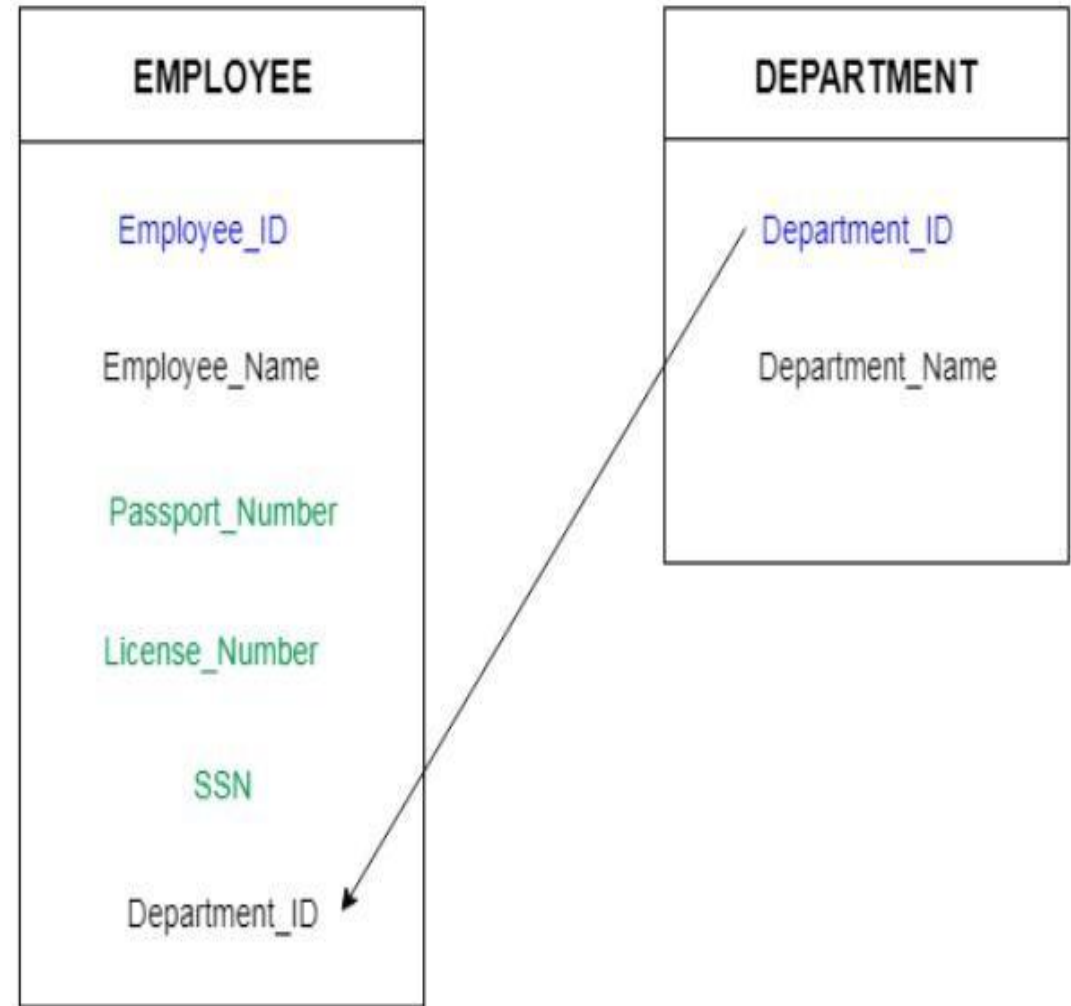 EMPLOYEE
Employee_ID
Employee_Name
Passport_Number
License_Number
SSN
Department_ID
DEPARTMENT
Department_ID
Department_Name